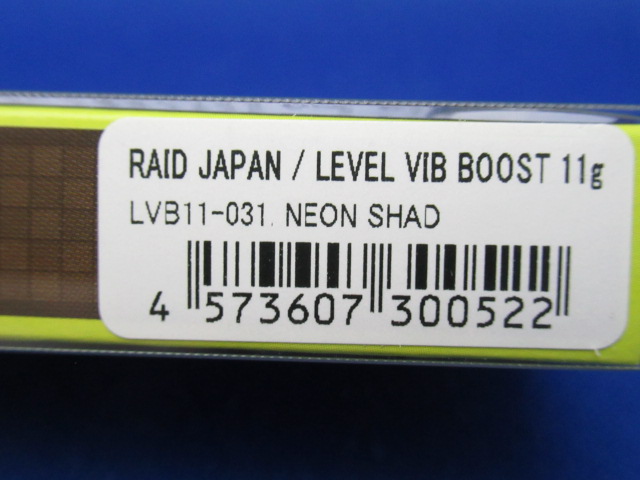 RAID JAPAN / LEVEL VIB BOOST 11g
LVB11-031. NEON SHAD
4 573607 300522